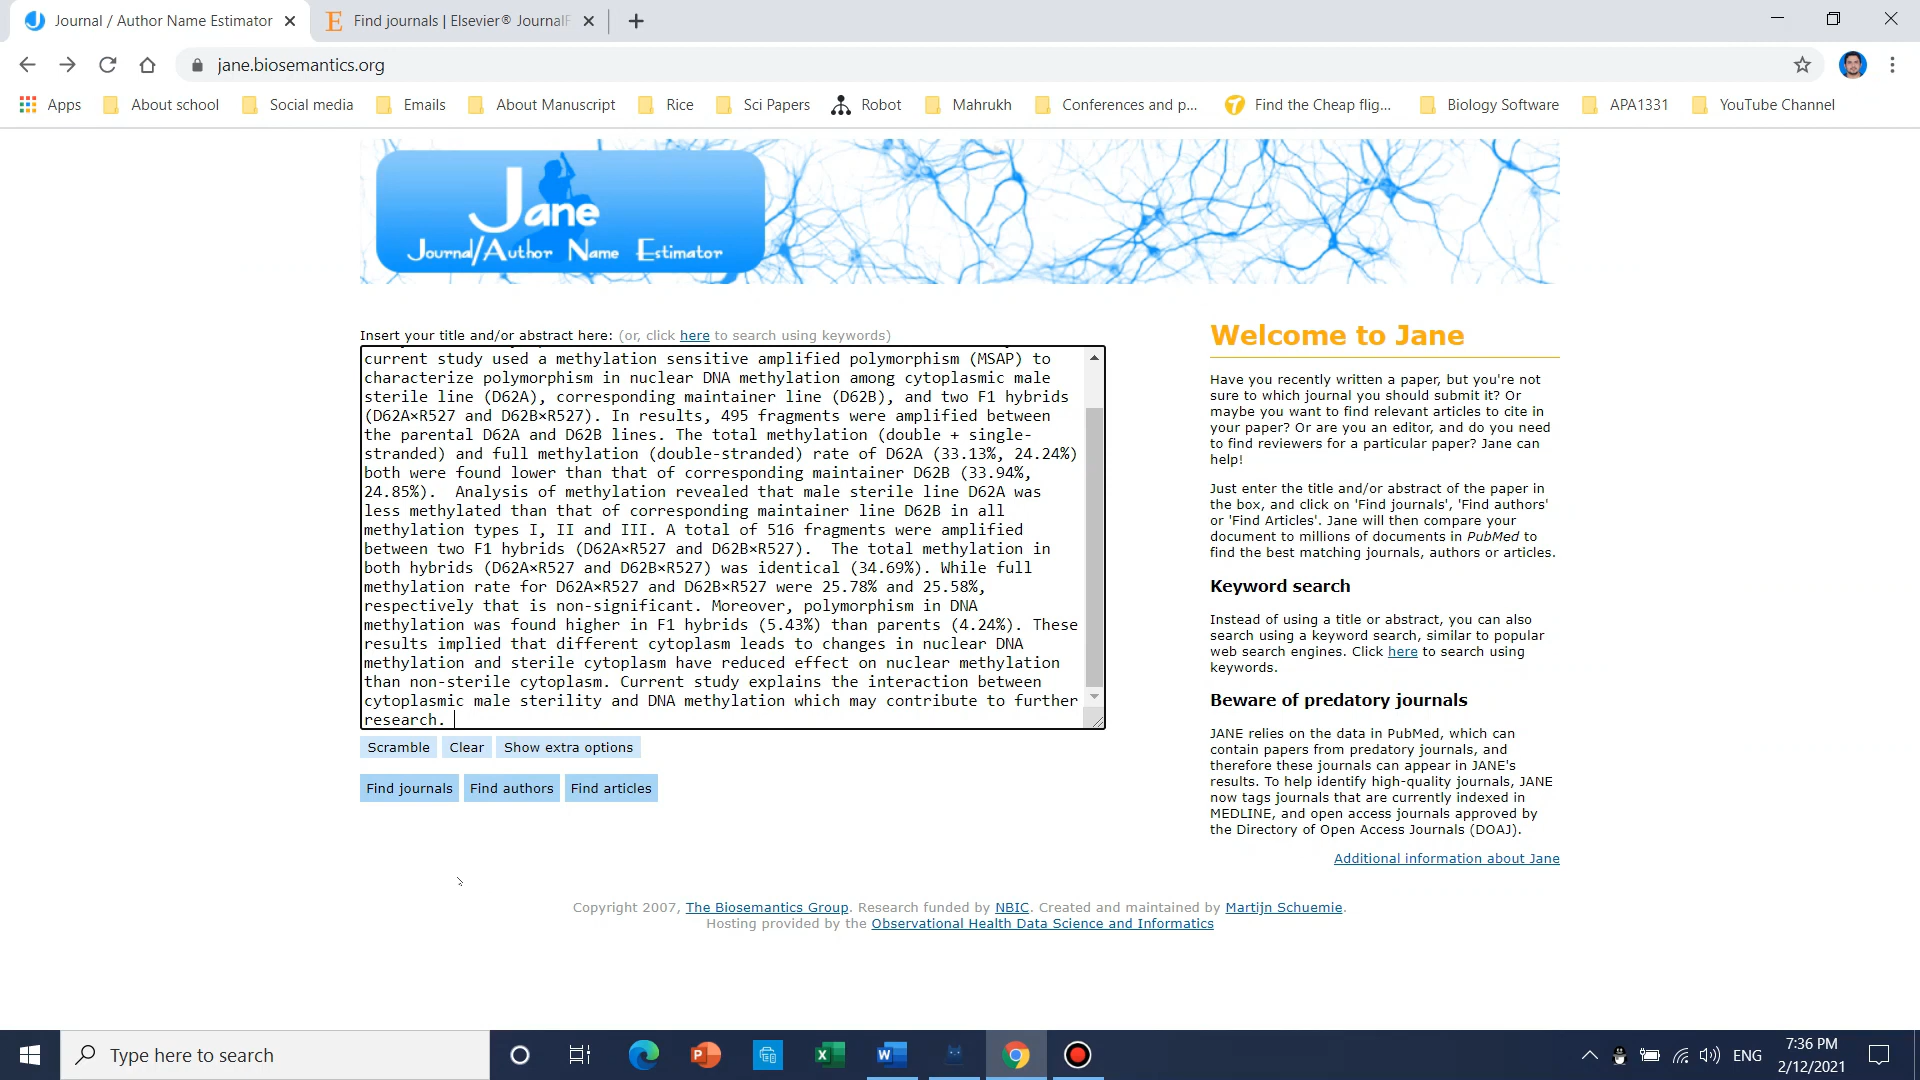 Journal / Author Name Estimator
Find journals | Elsevier® JournalF
jane.biosemantics.org
Apps
About school
Social media
Emails
About Manuscript
Rice
Sci Papers
Robot
Mahrukh
Conferences and p...
Find the Cheap flig...
Biology Software
APA1331
YouTube Channel
Jane
Journal/Author Name Estimator
Insert your title and/or abstract here: (or, click here to search using keywords)
current study used a methylation sensitive amplified polymorphism (MSAP) to
characterize polymorphism in nuclear DNA methylation among cytoplasmic male
sterile line (D62A), corresponding maintainer line (D62B), and two F1 hybrids
(D62A×R527 and D62B×R527). In results, 495 fragments were amplified between
the parental D62A and D62B lines. The total methylation (double + single-
stranded) and full methylation (double-stranded) rate of D62A (33.13%, 24.24%)
both were found lower than that of corresponding maintainer D62B (33.94%,
24.85%).  Analysis of methylation revealed that male sterile line D62A was
less methylated than that of corresponding maintainer line D62B in all
methylation types I, II and III. A total of 516 fragments were amplified
between two F1 hybrids (D62A×R527 and D62B×R527).  The total methylation in
both hybrids (D62A×R527 and D62B×R527) was identical (34.69%). While full
methylation rate for D62A×R527 and D62B×R527 were 25.78% and 25.58%,
respectively that is non-significant. Moreover, polymorphism in DNA
methylation was found higher in F1 hybrids (5.43%) than parents (4.24%). These
results implied that different cytoplasm leads to changes in nuclear DNA
methylation and sterile cytoplasm have reduced effect on nuclear methylation
than non-sterile cytoplasm. Current study explains the interaction between
cytoplasmic male sterility and DNA methylation which may contribute to further
research.
Scramble
Clear
Show extra options
Find journals
Find authors
Find articles
Welcome to Jane
Have you recently written a paper, but you're not
sure to which journal you should submit it? Or
maybe you want to find relevant articles to cite in
your paper? Or are you an editor, and do you need
to find reviewers for a particular paper? Jane can
help!
Just enter the title and/or abstract of the paper in
the box, and click on 'Find journals', 'Find authors'
or 'Find Articles'. Jane will then compare your
document to millions of documents in PubMed to
find the best matching journals, authors or articles.
Keyword search
Instead of using a title or abstract, you can also
search using a keyword search, similar to popular
web search engines. Click here to search using
keywords.
Beware of predatory journals
JANE relies on the data in PubMed, which can
contain papers from predatory journals, and
therefore these journals can appear in JANE's
results. To help identify high-quality journals, JANE
now tags journals that are currently indexed in
MEDLINE, and open access journals approved by
the Directory of Open Access Journals (DOAJ).
Additional information about Jane
Copyright 2007, The Biosemantics Group. Research funded by NBIC. Created and maintained by Martijn Schuemie.
Hosting provided by the Observational Health Data Science and Informatics
Type here to search
ENG
7:36 PM
2/12/2021